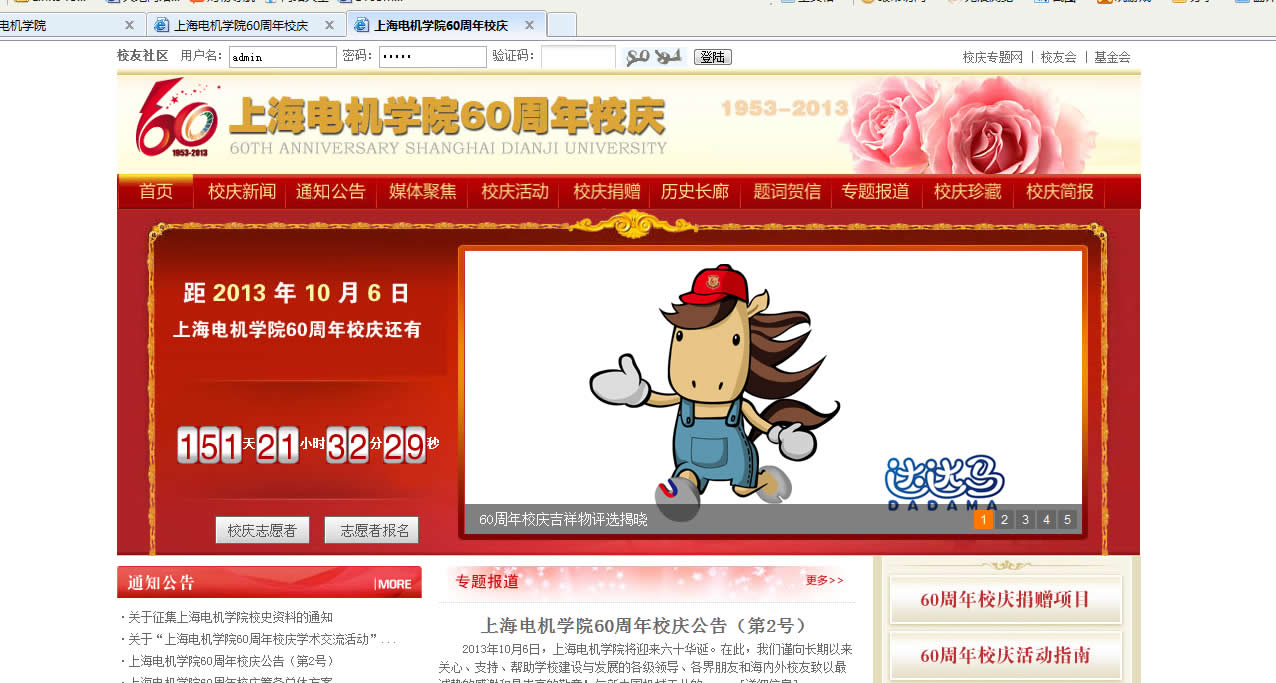 电机学院 上海电机学院60周年校庆 上海电机学院60周年校庆
校友社区 用户名： admin 密码： ••••• 验证码： 登陆 校庆专题网 | 校友会 | 基金会
60 1953-2013 上海电机学院60周年校庆 1953-2013
60TH ANNIVERSARY SHANGHAI DIANJI UNIVERSITY
首页 校庆新闻 通知公告 媒体聚焦 校庆活动 校庆捐赠 历史长廊 题词贺信 专题报道 校庆珍藏 校庆简报
距 2013 年 10 月 6 日
上海电机学院60周年校庆还有
151天21小时32分29秒
校庆志愿者 志愿者报名
达达马
DADAMA
60周年校庆吉祥物评选揭晓 1 2 3 4 5
通知公告 | MORE
·关于征集上海电机学院校史资料的通知
·关于“上海电机学院60周年校庆学术交流活动”...
·上海电机学院60周年校庆公告（第2号）
专题报道 更多>>
上海电机学院60周年校庆公告（第2号）
2013年10月6日，上海电机学院将迎来六十华诞。在此，我们谨向长期以来
关心、支持、帮助学校建设与发展的各级领导、各界朋友和海内外校友致以最
60周年校庆捐赠项目
60周年校庆活动指南